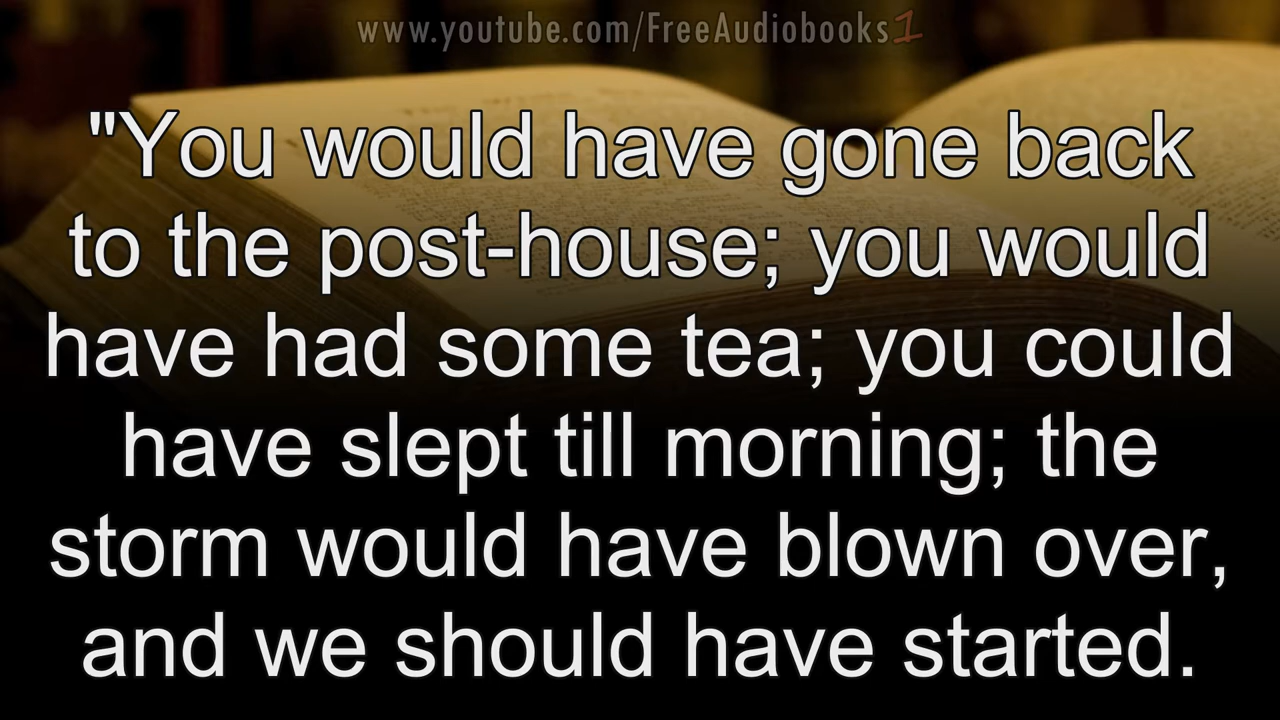 www.youtube.com/FreeAudiobooks1
"You would have gone back
to the post-house; you would
have had some tea; you could
have slept till morning; the
storm would have blown over,
and we should have started.